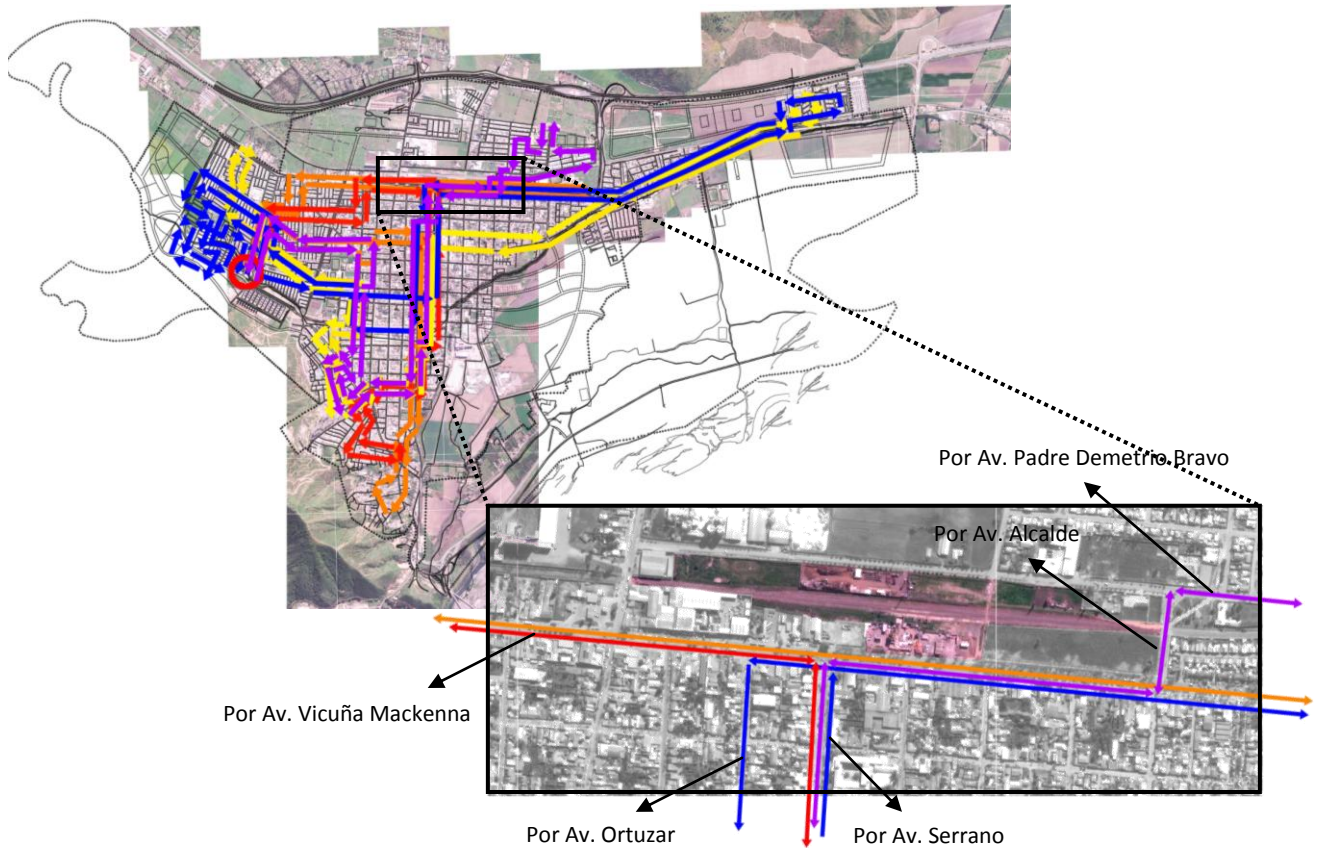 Por Av. Padre Demetrio Bravo
Por Av. Alcalde
Por Av. Vicuña Mackenna
Por Av. Ortuzar
Por Av. Serrano